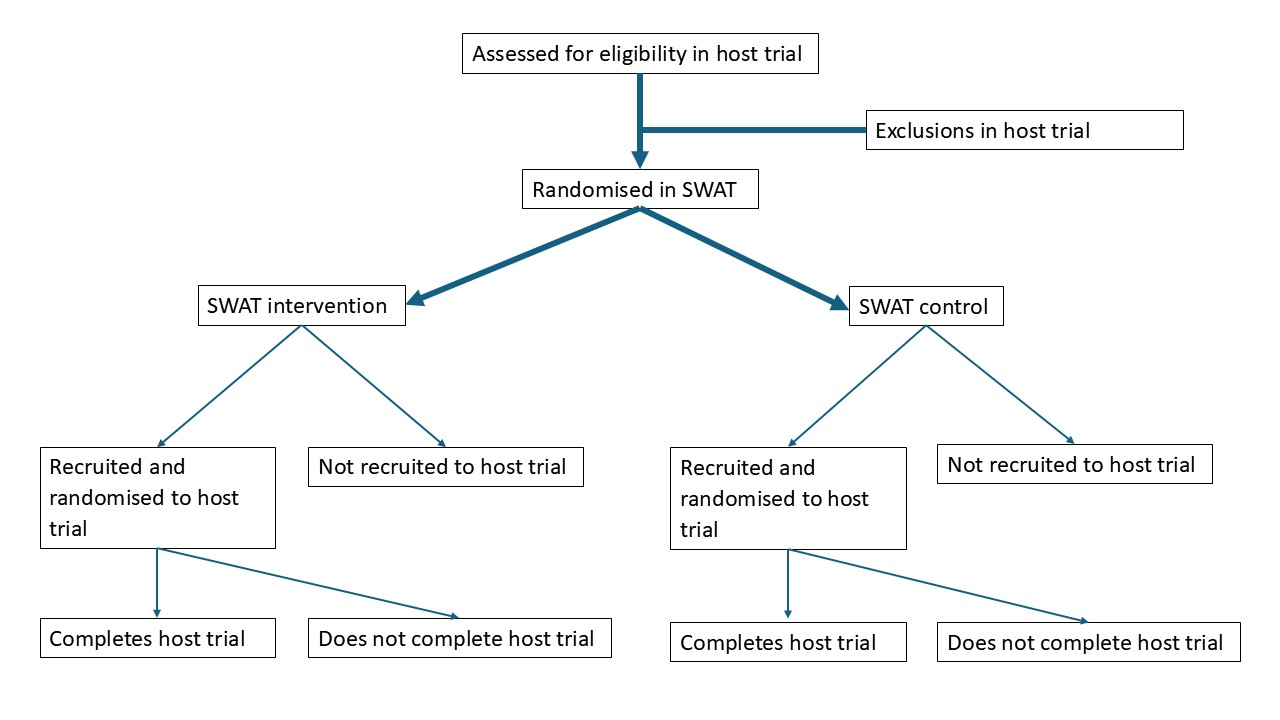 Assessed for eligibility in host trial
Exclusions in host trial
Randomised in SWAT
SWAT intervention
SWAT control
Recruited and
randomised to host
trial
Not recruited to host trial
Recruited and
randomised to host
trial
Not recruited to host trial
Completes host trial
Does not complete host trial
Completes host trial
Does not complete host trial